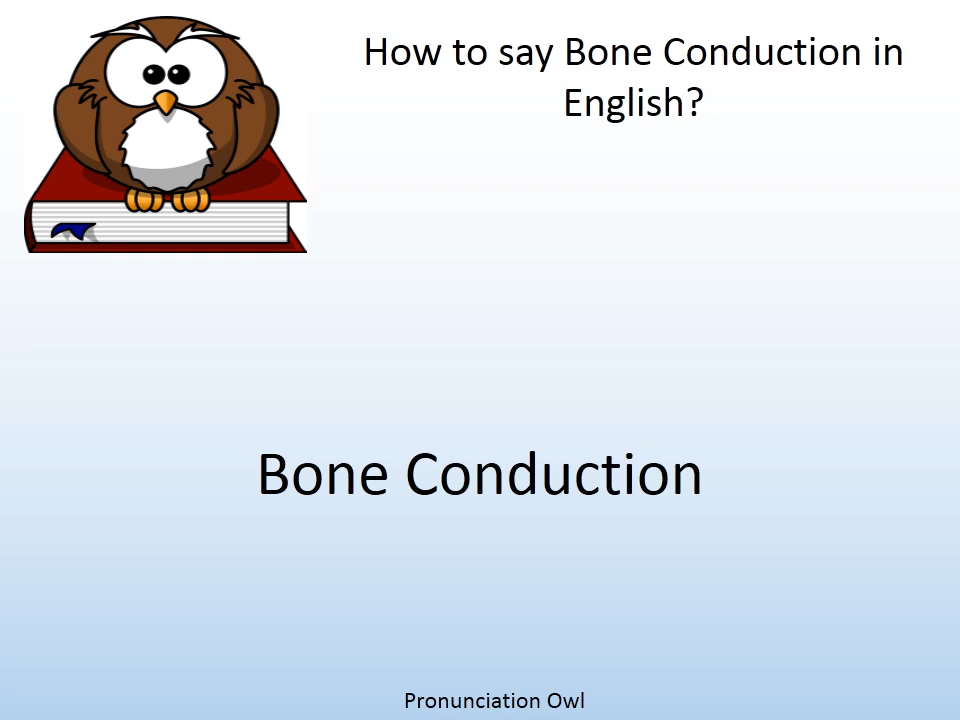 How to say Bone Conduction in
English?
Bone Conduction
Pronunciation Owl